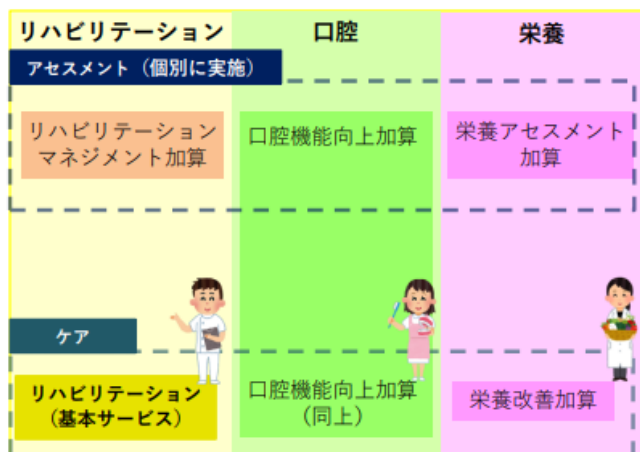 リハビリテーション
口腔
栄養
アセスメント（個別に実施）
リハビリテーション
マネジメント加算
口腔機能向上加算
栄養アセスメント
加算
ケア
リハビリテーション
（基本サービス）
口腔機能向上加算
（同上）
栄養改善加算